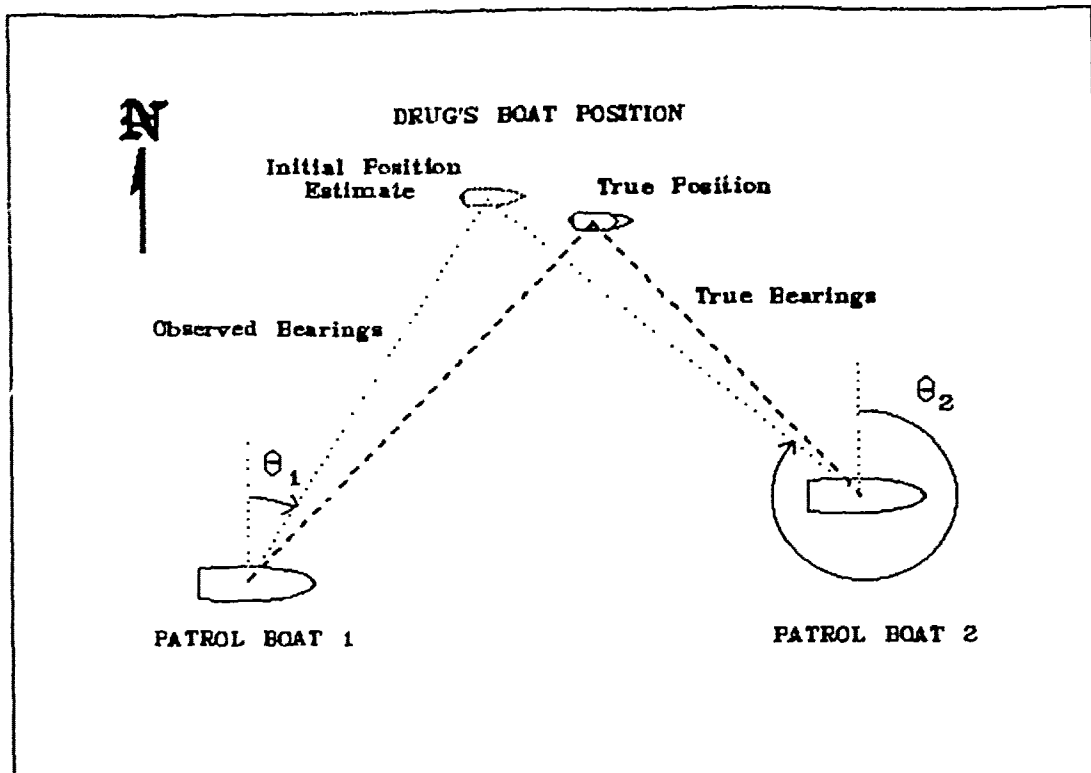 N
DRUG'S BOAT POSITION
Initial Position
Estimate
True Position
True Bearings
Observed Bearings
θ1
θ2
PATROL BOAT 1
PATROL BOAT 2